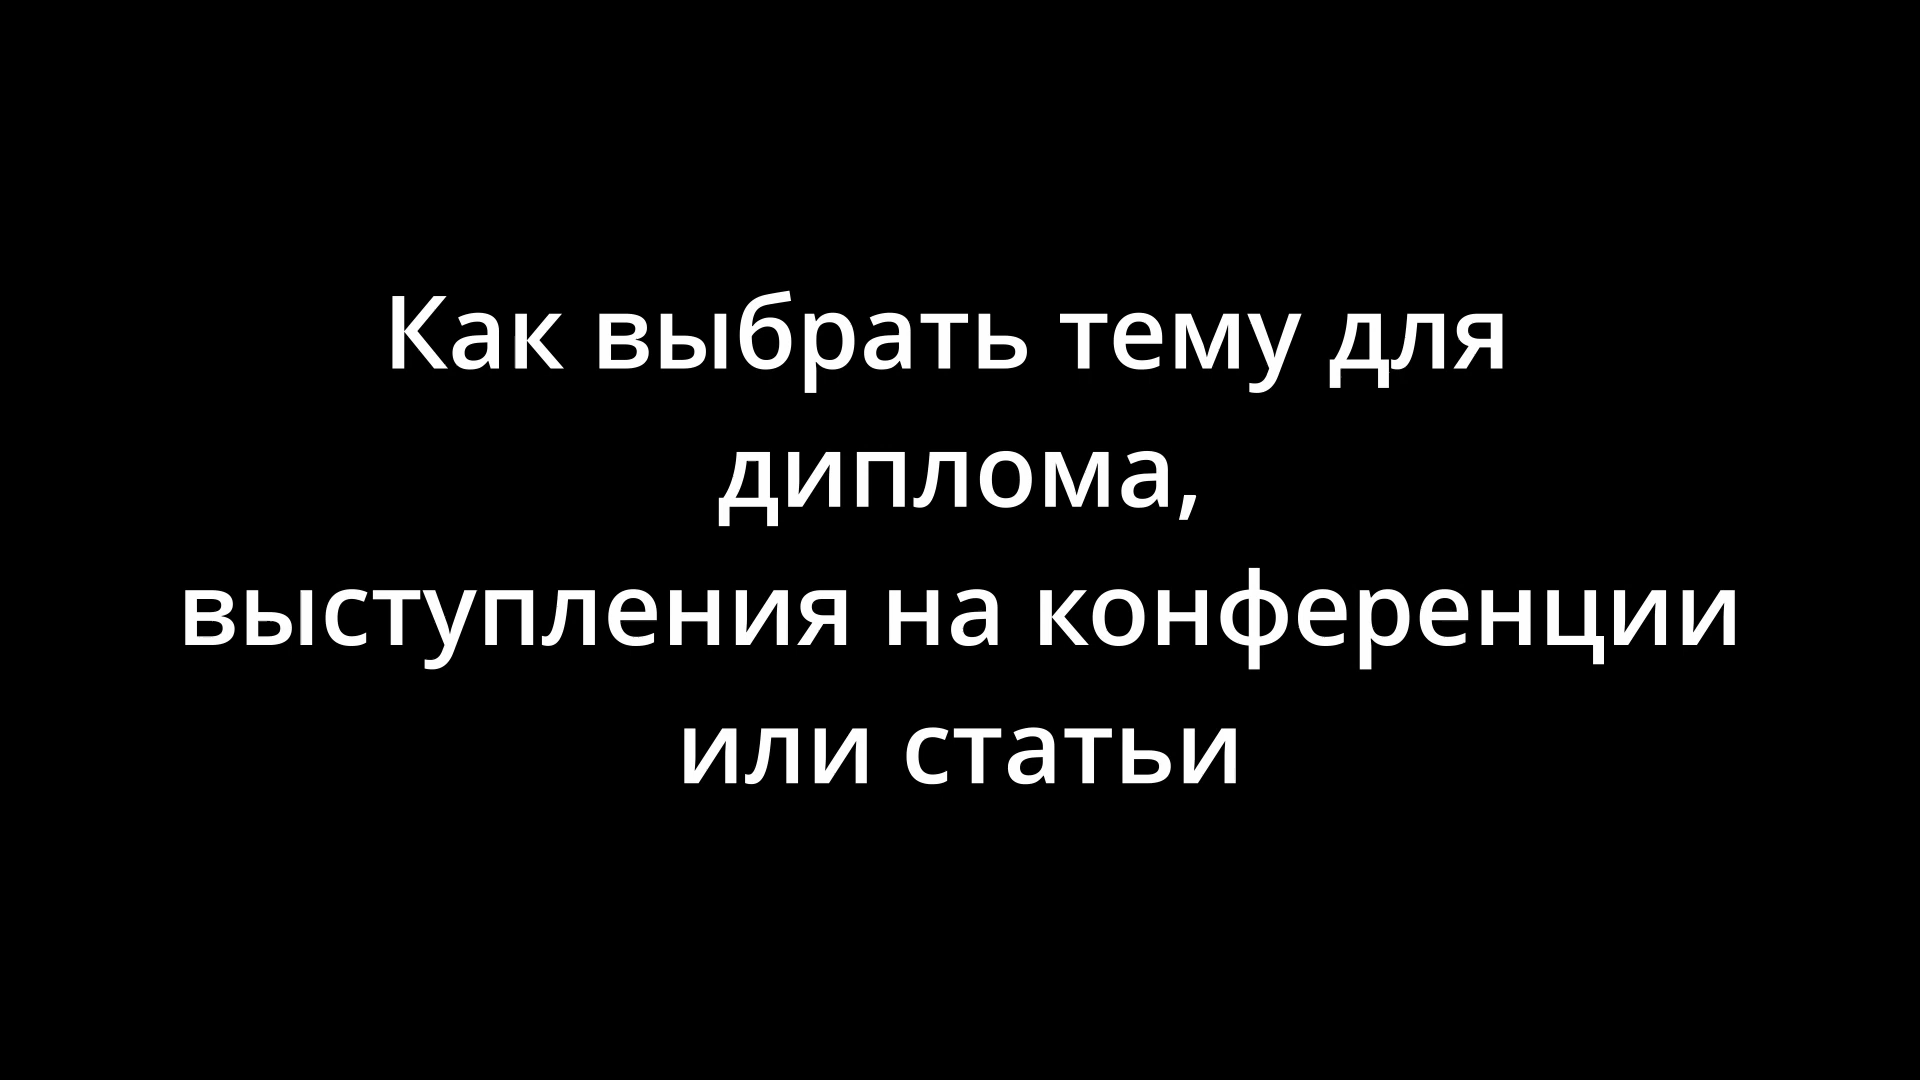 Как выбрать тему для
диплома,
выступления на конференции
или статьи